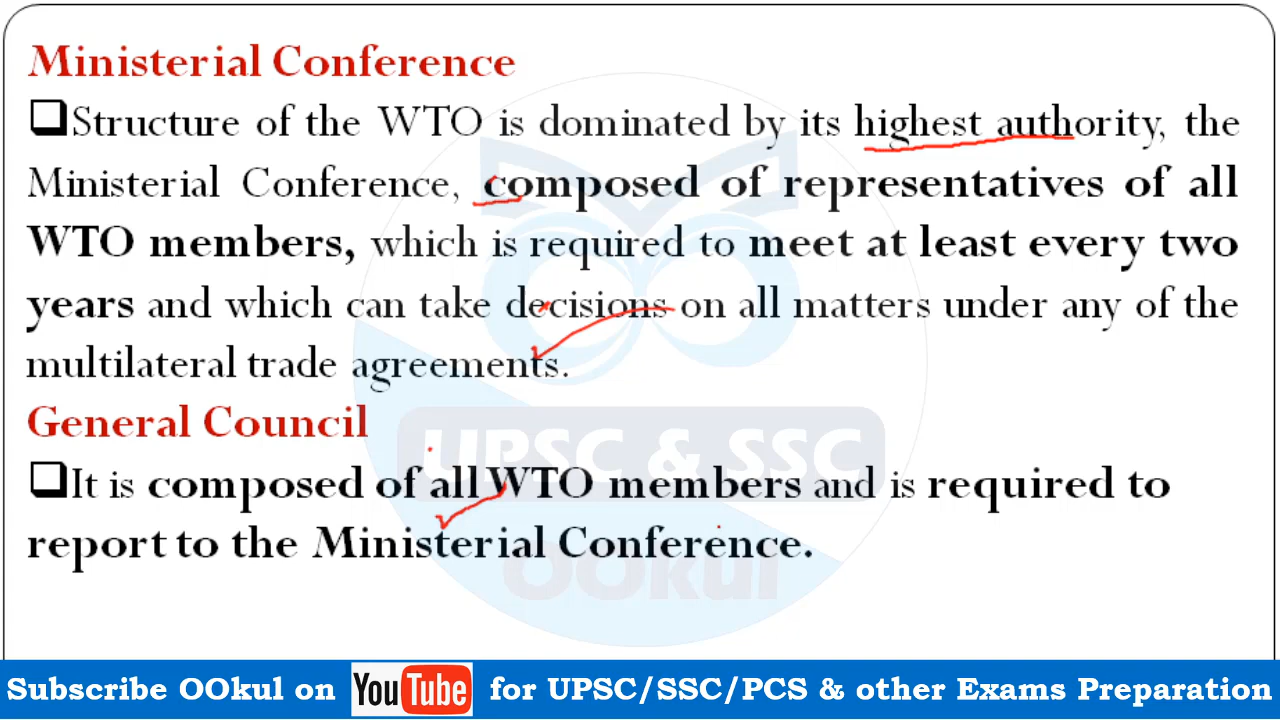 Ministerial Conference
❑Structure of the WTO is dominated by its highest authority, the
Ministerial Conference, composed of representatives of all
WTO members, which is required to meet at least every two
years and which can take decisions on all matters under any of the
multilateral trade agreements.
General Council
UPSC & SSC
❑It is composed of all WTO members and is required to
report to the Ministerial Conference.
OOkul
Subscribe OOkul on YouTube for UPSC/SSC/PCS & other Exams Preparation